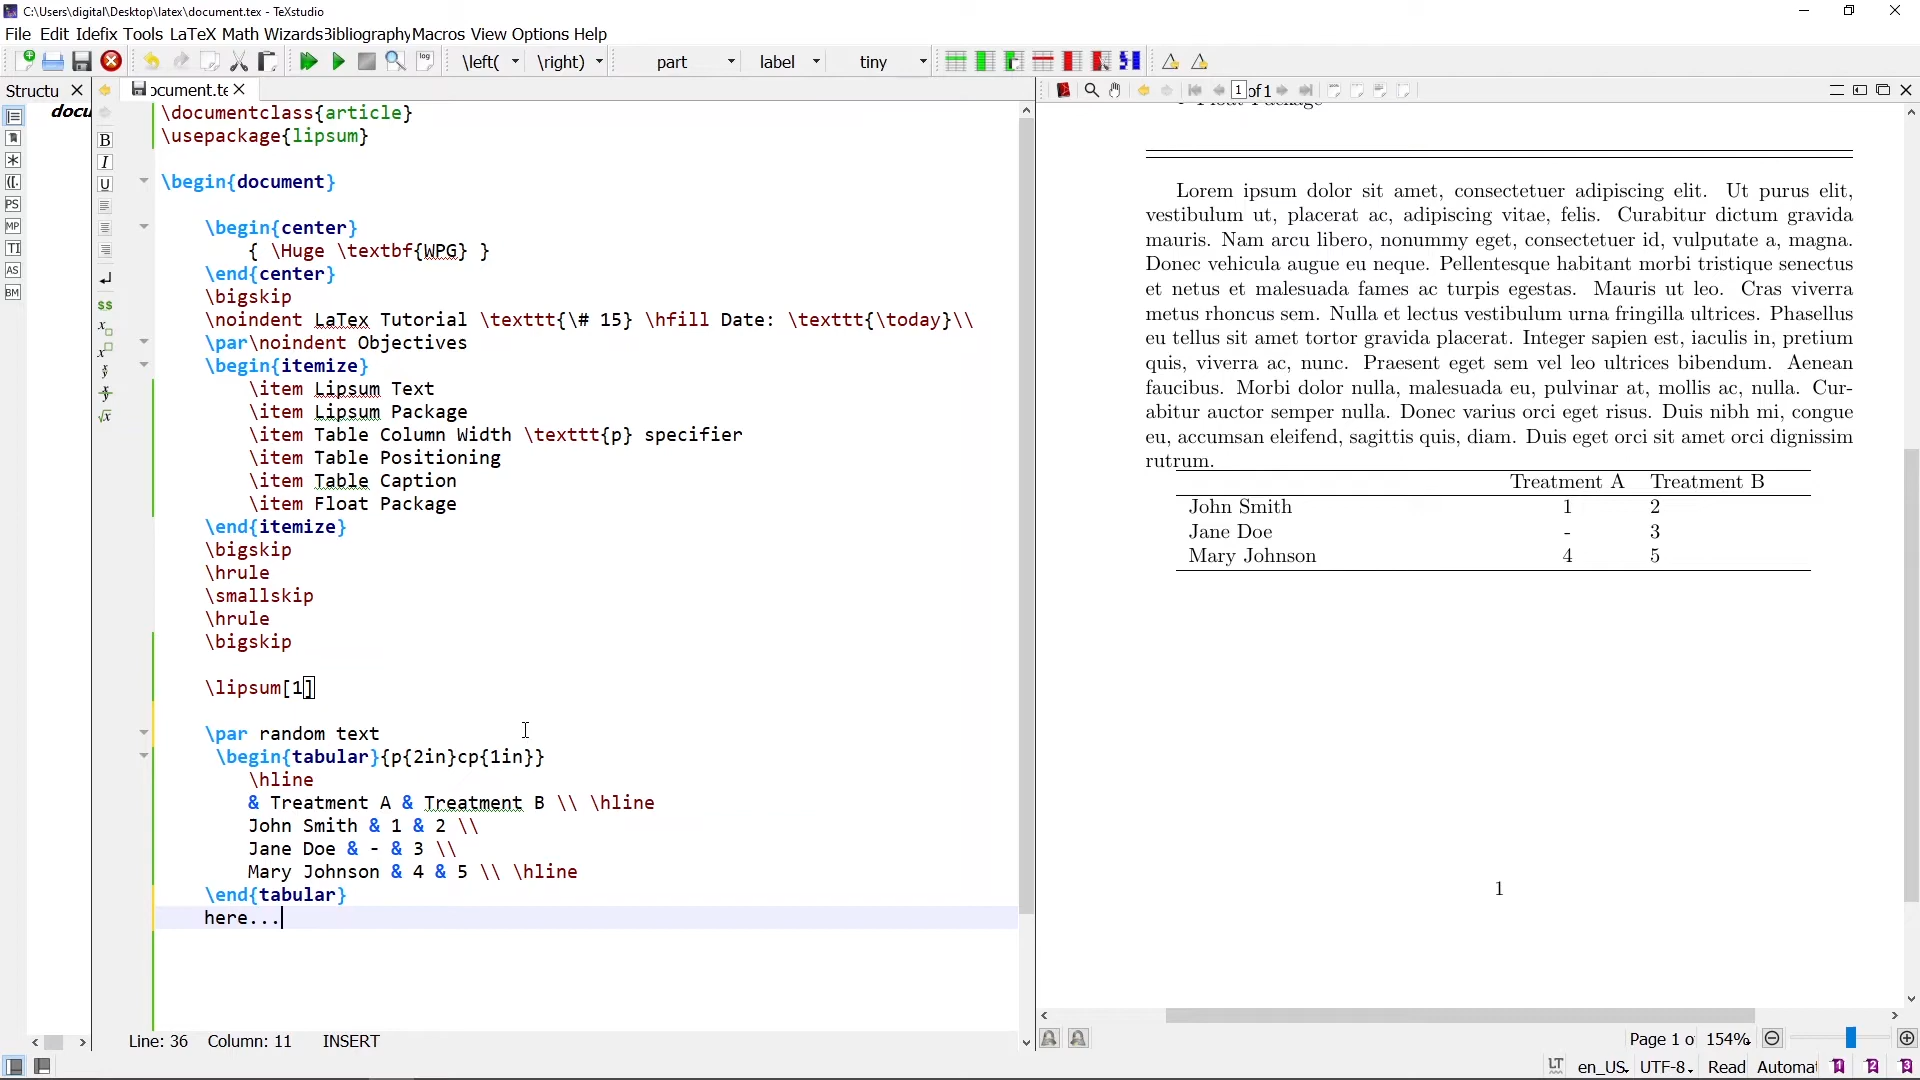 C:\Users\digital\Desktop\latex\document.tex - TeXstudio
File Edit Idefix Tools LaTeX Math Wizards Bibliography Macros View Options Help
\left( \right) part label tiny
Structu
ocument.te
1 of 1
docu
\documentclass{article}
\usepackage{lipsum}
\begin{document}
\begin{center}
{ \Huge \textbf{WPG} }
\end{center}
\bigskip
\noindent LaTex Tutorial \texttt{\# 15} \hfill Date: \texttt{\today}\\
\par\noindent Objectives
\begin{itemize}
\item Lipsum Text
\item Lipsum Package
\item Table Column Width \texttt{p} specifier
\item Table Positioning
\item Table Caption
\item Float Package
\end{itemize}
\bigskip
\hrule
\smallskip
\hrule
\bigskip
\lipsum[1]
\par random text
\begin{tabular}{p{2in}cp{1in}}
\hline
& Treatment A & Treatment B \\ \hline
John Smith & 1 & 2 \\
Jane Doe & - & 3 \\
Mary Johnson & 4 & 5 \\ \hline
\end{tabular}
here...
Line: 36 Column: 11 INSERT
Float Package
Lorem ipsum dolor sit amet, consectetuer adipiscing elit. Ut purus elit,
vestibulum ut, placerat ac, adipiscing vitae, felis. Curabitur dictum gravida
mauris. Nam arcu libero, nonummy eget, consectetuer id, vulputate a, magna.
Donec vehicula augue eu neque. Pellentesque habitant morbi tristique senectus
et netus et malesuada fames ac turpis egestas. Mauris ut leo. Cras viverra
metus rhoncus sem. Nulla et lectus vestibulum urna fringilla ultrices. Phasellus
eu tellus sit amet tortor gravida placerat. Integer sapien est, iaculis in, pretium
quis, viverra ac, nunc. Praesent eget sem vel leo ultrices bibendum. Aenean
faucibus. Morbi dolor nulla, malesuada eu, pulvinar at, mollis ac, nulla. Cur-
abitur auctor semper nulla. Donec varius orci eget risus. Duis nibh mi, congue
eu, accumsan eleifend, sagittis quis, diam. Duis eget orci sit amet orci dignissim
rutrum.
Treatment A Treatment B
John Smith 1 2
Jane Doe - 3
Mary Johnson 4 5
1
Page 1 o 154%
en_US UTF-8 Read Automa